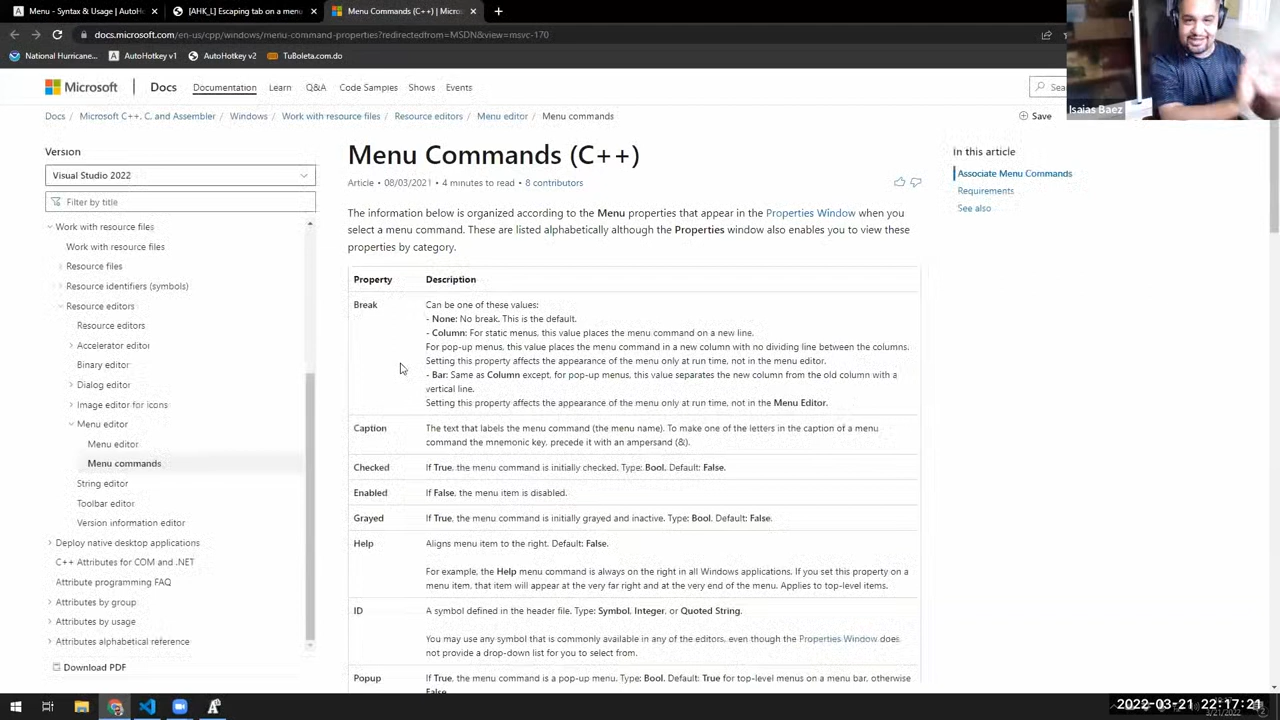 Menu - Syntax & Usage | AutoH
[AHK_L] Escaping tab on a menu
Menu Commands (C++) | Micros
docs.microsoft.com/en-us/cpp/windows/menu-command-properties?redirectedfrom=MSDN&view=msvc-170
National Hurricane...
AutoHotkey v1
AutoHotkey v2
TuBoleta.com.do
Isaias Baez
Microsoft
Docs
Documentation
Learn
Q&A
Code Samples
Shows
Events
Sea
Docs / Microsoft C++, C, and Assembler / Windows / Work with resource files / Resource editors / Menu editor / Menu commands
Save
Version
Visual Studio 2022
Filter by title
Work with resource files
Work with resource files
Resource files
Resource identifiers (symbols)
Resource editors
Resource editors
Accelerator editor
Binary editor
Dialog editor
Image editor for icons
Menu editor
Menu editor
Menu commands
String editor
Toolbar editor
Version information editor
Deploy native desktop applications
C++ Attributes for COM and .NET
Attribute programming FAQ
Attributes by group
Attributes by usage
Attributes alphabetical reference
Download PDF
Menu Commands (C++)
Article • 08/03/2021 • 4 minutes to read • 8 contributors
The information below is organized according to the Menu properties that appear in the Properties Window when you
select a menu command. These are listed alphabetically although the Properties window also enables you to view these
properties by category.
Property Description
Break Can be one of these values:
- None: No break. This is the default.
- Column: For static menus, this value places the menu command on a new line.
For pop-up menus, this value places the menu command in a new column with no dividing line between the columns.
Setting this property affects the appearance of the menu only at run time, not in the menu editor.
- Bar: Same as Column except, for pop-up menus, this value separates the new column from the old column with a
vertical line.
Setting this property affects the appearance of the menu only at run time, not in the Menu Editor.
Caption The text that labels the menu command (the menu name). To make one of the letters in the caption of a menu
command the mnemonic key, precede it with an ampersand (&).
Checked If True, the menu command is initially checked. Type: Bool. Default: False.
Enabled If False, the menu item is disabled.
Grayed If True, the menu command is initially grayed and inactive. Type: Bool. Default: False.
Help Aligns menu item to the right. Default: False.
For example, the Help menu command is always on the right in all Windows applications. If you set this property on a
menu item, that item will appear at the very far right and at the very end of the menu. Applies to top-level items.
ID A symbol defined in the header file. Type: Symbol, Integer, or Quoted String.
You may use any symbol that is commonly available in any of the editors, even though the Properties Window does
not provide a drop-down list for you to select from.
Popup If True, the menu command is a pop-up menu. Type: Bool. Default: True for top-level menus on a menu bar, otherwise
False.
In this article
Associate Menu Commands
Requirements
See also
2022-03-21 22:17:21